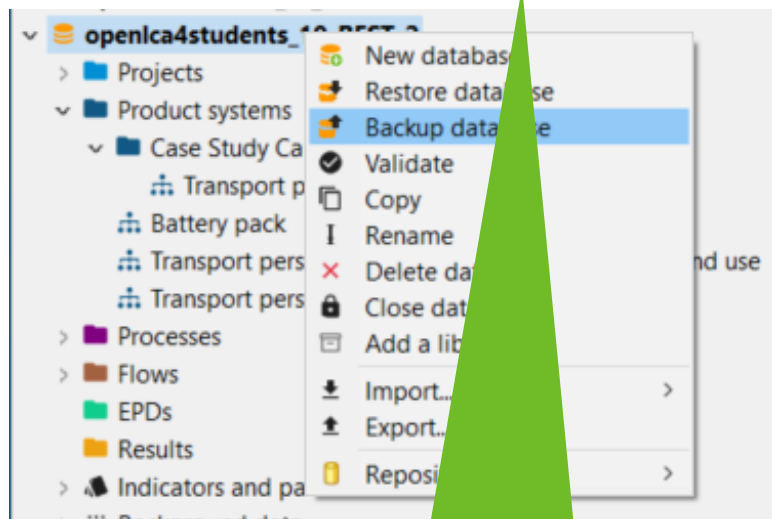 openlca4students_10_BEST_2
Projects
Product systems
Case Study Ca
Transport p
Battery pack
Transport pers
nd use
Transport pers
Processes
Flows
EPDs
Results
Indicators and pa
New databas
Restore data se
Backup data se
Validate
Copy
Rename
Delete da
Close dat
Add a lib
Import...
Export..
Reposi